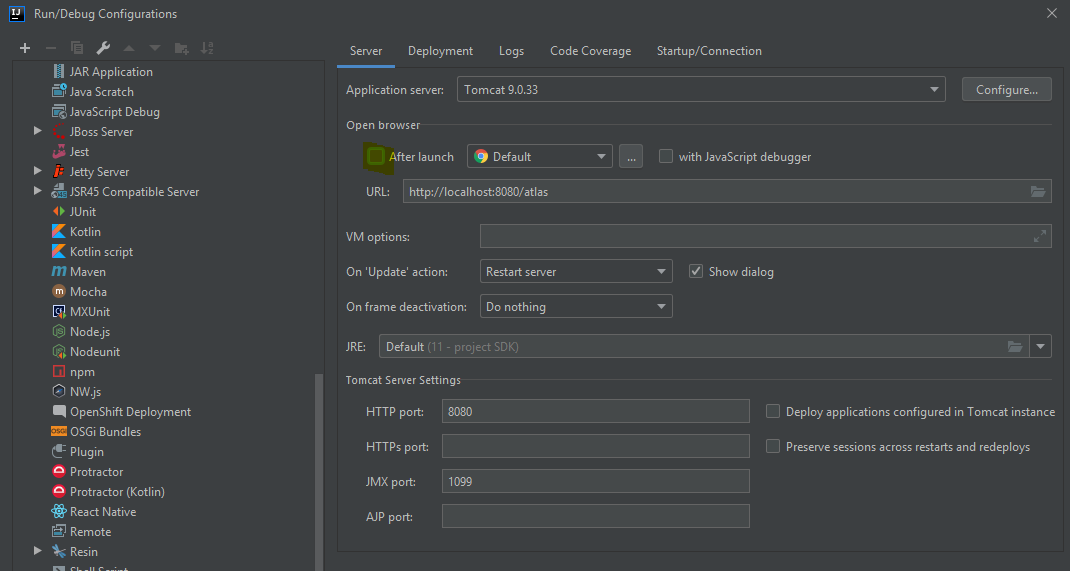 IJ Run/Debug Configurations
JAR Application
Java Scratch
JavaScript Debug
JBoss Server
Jest
Jetty Server
JSR45 Compatible Server
JUnit
Kotlin
Kotlin script
Maven
Mocha
MXUnit
Node.js
Nodeunit
npm
NW.js
OpenShift Deployment
OSGi OSGi Bundles
Plugin
Protractor
Protractor (Kotlin)
React Native
Remote
Resin
Shell Script
Server Deployment Logs Code Coverage Startup/Connection
Application server: Tomcat 9.0.33 Configure...
Open browser
After launch Default ... with JavaScript debugger
URL: http://localhost:8080/atlas
VM options:
On 'Update' action: Restart server Show dialog
On frame deactivation: Do nothing
JRE: Default (11 - project SDK)
Tomcat Server Settings
HTTP port: 8080 Deploy applications configured in Tomcat instance
HTTPs port: Preserve sessions across restarts and redeploys
JMX port: 1099
AJP port: